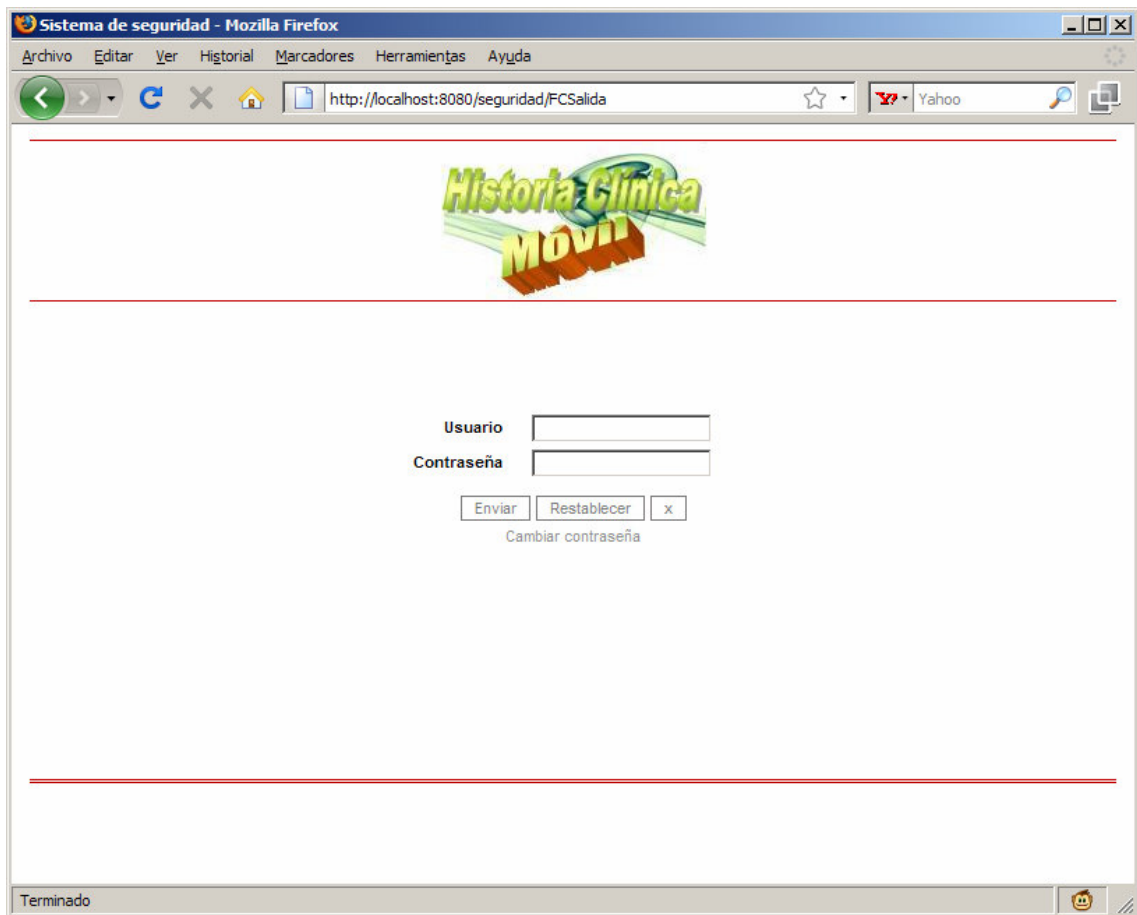 Sistema de seguridad - Mozilla Firefox
Archivo Editar Ver Historial Marcadores Herramientas Ayuda
http://localhost:8080/seguridad/FCSalida Y! Yahoo
Historia Clínica
Móvil
Usuario
Contraseña
Enviar Restablecer x
Cambiar contraseña
Terminado